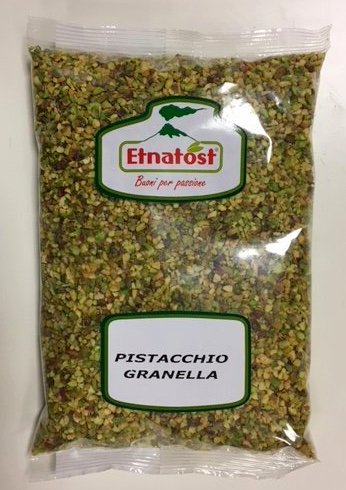 Etnatost®
Buoni per passione
PISTACCHIO
GRANELLA